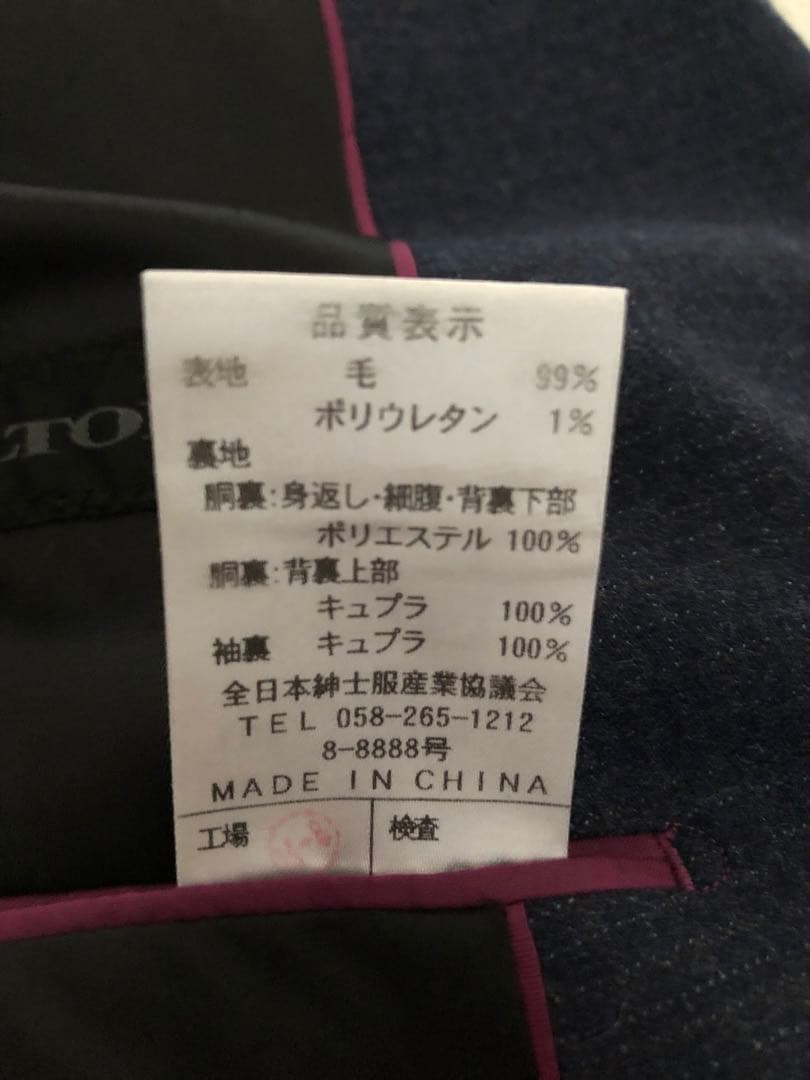 品質表示
表地 毛 99%
ポリウレタン 1%
裏地
胴裏:身返し・細腹・背裏下部
ポリエステル 100%
胴裏:背裏上部
キュプラ 100%
袖裏 キュプラ 100%
全日本紳士服産業協議会
TEL 058-265-1212
8-8888号
MADE IN CHINA
工場 検査